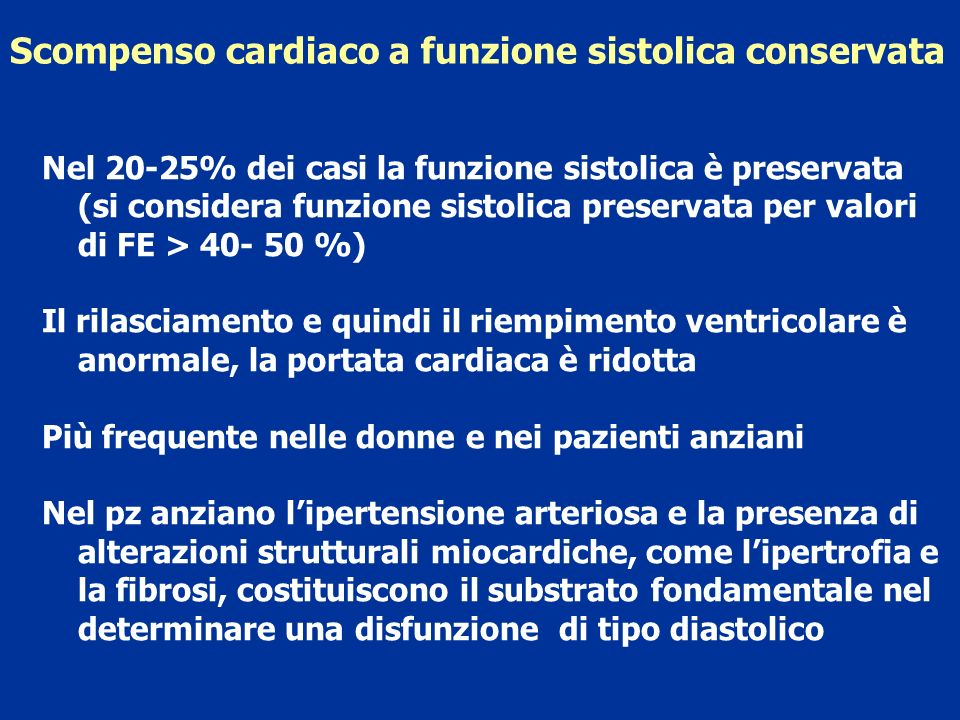 Scompenso cardiaco a funzione sistolica conservata
Nel 20-25% dei casi la funzione sistolica è preservata
(si considera funzione sistolica preservata per valori
di FE > 40- 50 %)
Il rilasciamento e quindi il riempimento ventricolare è
anormale, la portata cardiaca è ridotta
Più frequente nelle donne e nei pazienti anziani
Nel pz anziano l’ipertensione arteriosa e la presenza di
alterazioni strutturali miocardiche, come l’ipertrofia e
la fibrosi, costituiscono il substrato fondamentale nel
determinare una disfunzione  di tipo diastolico